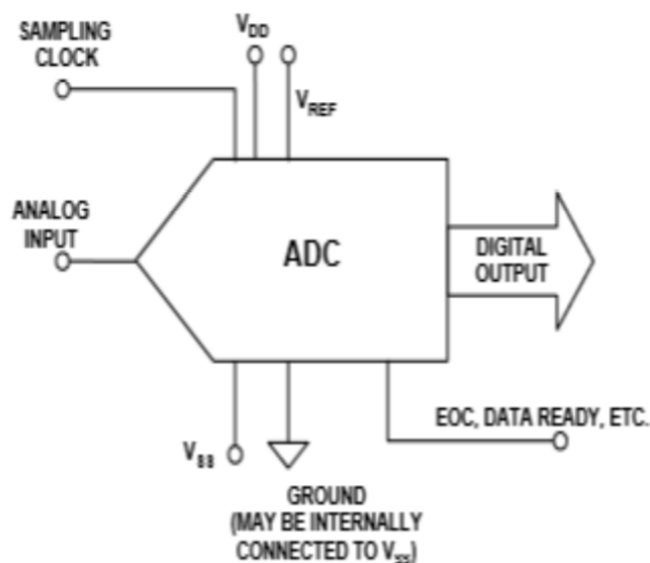 SAMPLING
CLOCK
VDD
VREF
ANALOG
INPUT
ADC
DIGITAL
OUTPUT
EOC, DATA READY, ETC.
VSS
GROUND
(MAY BE INTERNALLY
CONNECTED TO VSS)